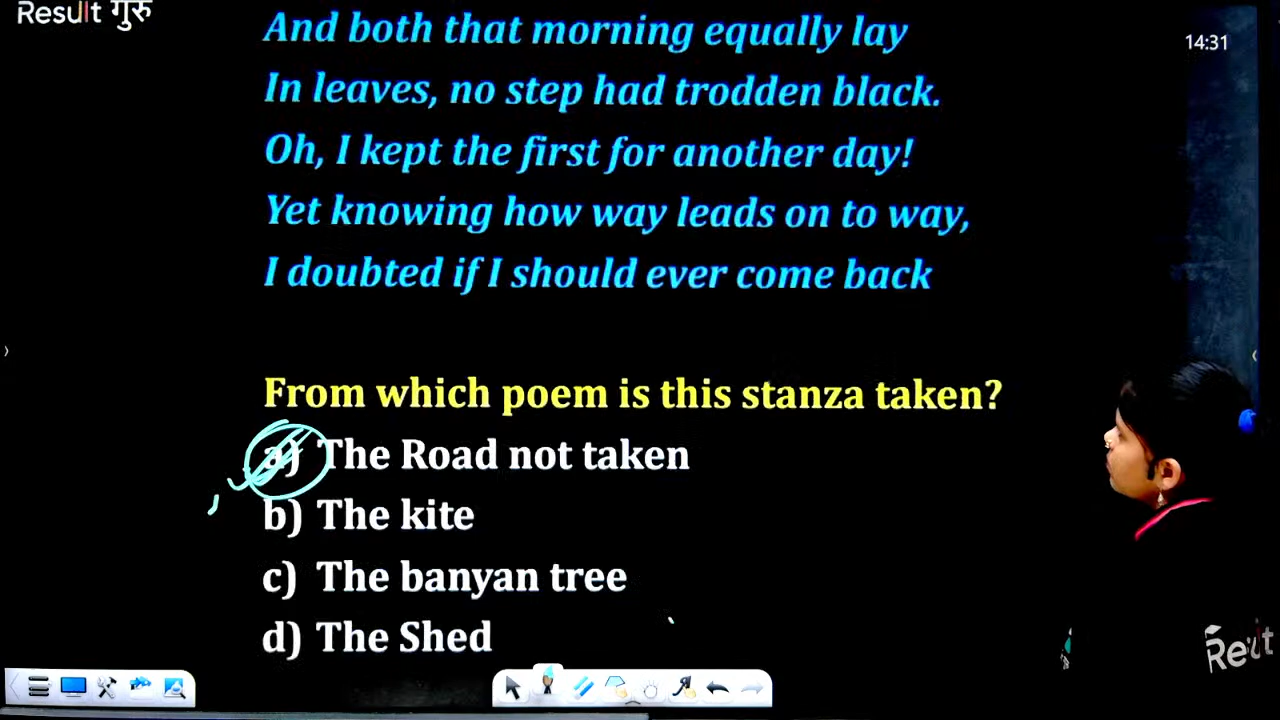 Result गुरु
And both that morning equally lay
14:31
In leaves, no step had trodden black.
Oh, I kept the first for another day!
Yet knowing how way leads on to way,
I doubted if I should ever come back
From which poem is this stanza taken?
a) The Road not taken
b) The kite
c) The banyan tree
d) The Shed